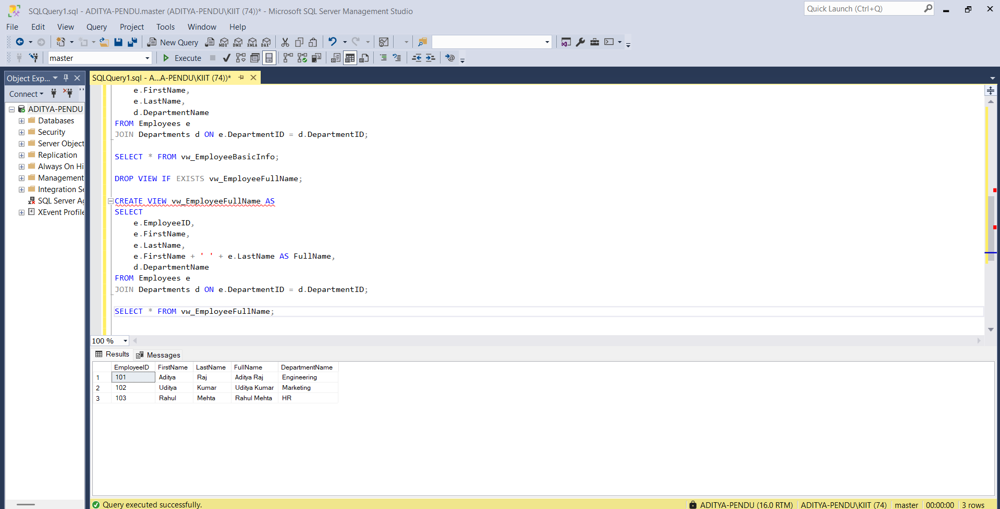 SQLQuery1.sql - ADITYA-PENDU.master (ADITYA-PENDU\KIIT (74))* - Microsoft SQL Server Management Studio
Quick Launch (Ctrl+Q)
File Edit View Query Project Tools Window Help
New Query MDX DMX XMLA DAX
master Execute
Object Exp...
SQLQuery1.sql - A...A-PENDU\KIIT (74))*
Connect
ADITYA-PENDU
Databases
Security
Server Object
Replication
Always On Hi
Management
Integration Se
SQL Server Ag
XEvent Profile
e.FirstName,
e.LastName,
d.DepartmentName
FROM Employees e
JOIN Departments d ON e.DepartmentID = d.DepartmentID;
SELECT * FROM vw_EmployeeBasicInfo;
DROP VIEW IF EXISTS vw_EmployeeFullName;
CREATE VIEW vw_EmployeeFullName AS
SELECT
e.EmployeeID,
e.FirstName,
e.LastName,
e.FirstName + ' ' + e.LastName AS FullName,
d.DepartmentName
FROM Employees e
JOIN Departments d ON e.DepartmentID = d.DepartmentID;
SELECT * FROM vw_EmployeeFullName;
100 %
Results Messages
EmployeeID FirstName LastName FullName DepartmentName
1 101 Aditya Raj Aditya Raj Engineering
2 102 Uditya Kumar Uditya Kumar Marketing
3 103 Rahul Mehta Rahul Mehta HR
Query executed successfully.
ADITYA-PENDU (16.0 RTM) ADITYA-PENDU\KIIT (74) master 00:00:00 3 rows